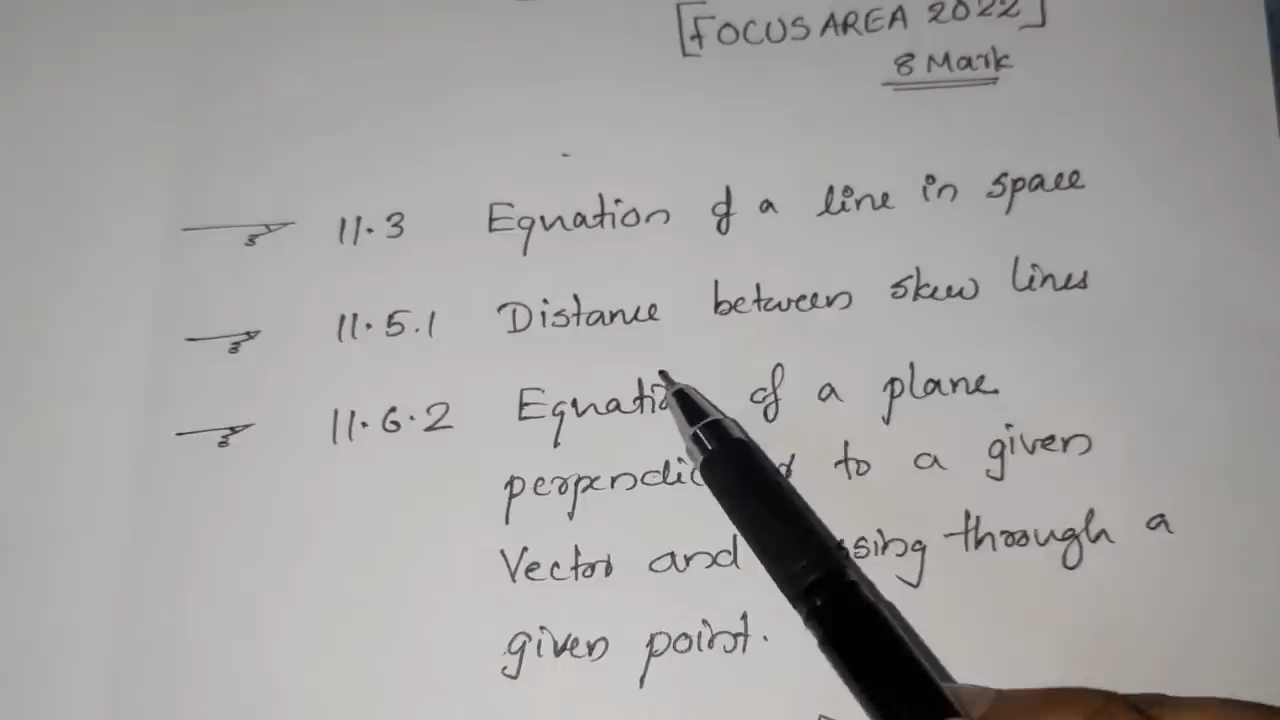 [FOCUS AREA 2022]
8 Mark
11.3 Equation of a line in space
11.5.1 Distance between skew lines
11.6.2 of a plane
to a given
Vector and through a
given point.